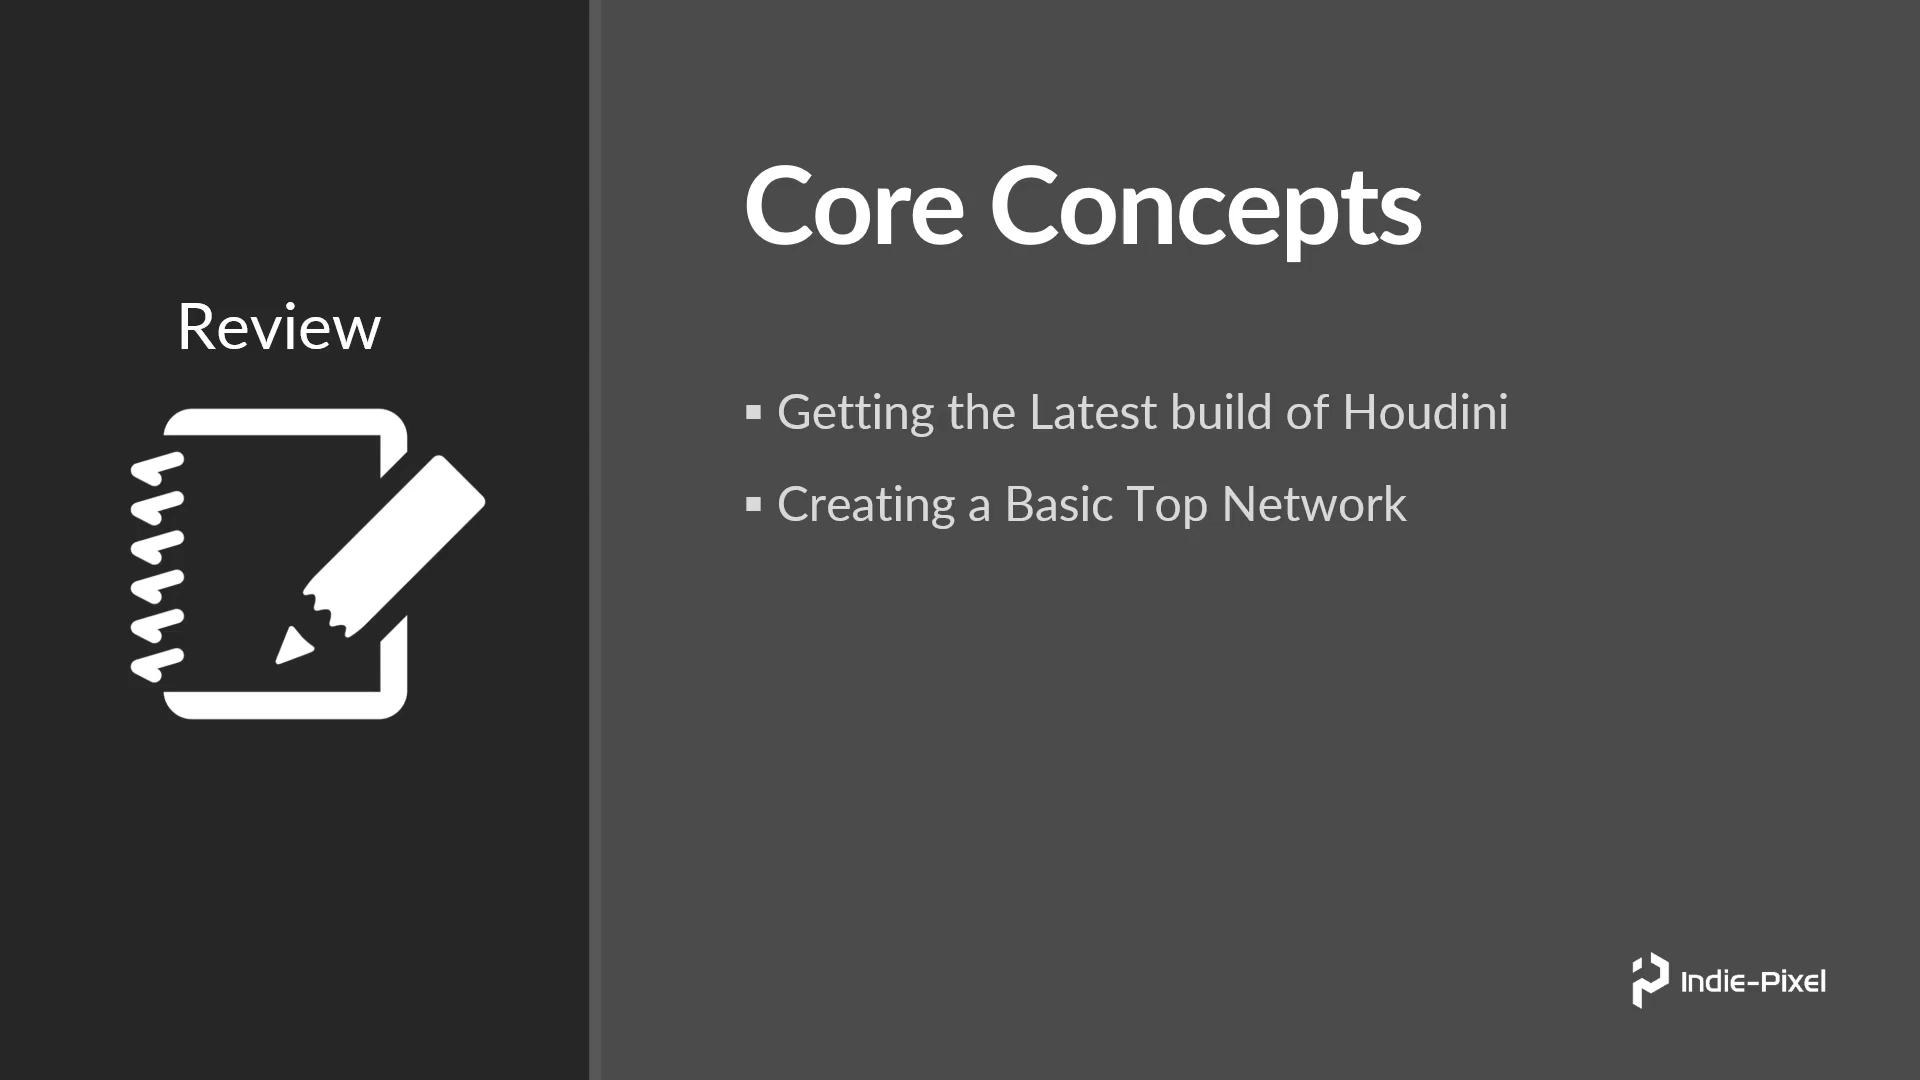 Review
Core Concepts
▪ Getting the Latest build of Houdini
▪ Creating a Basic Top Network
Indie-Pixel